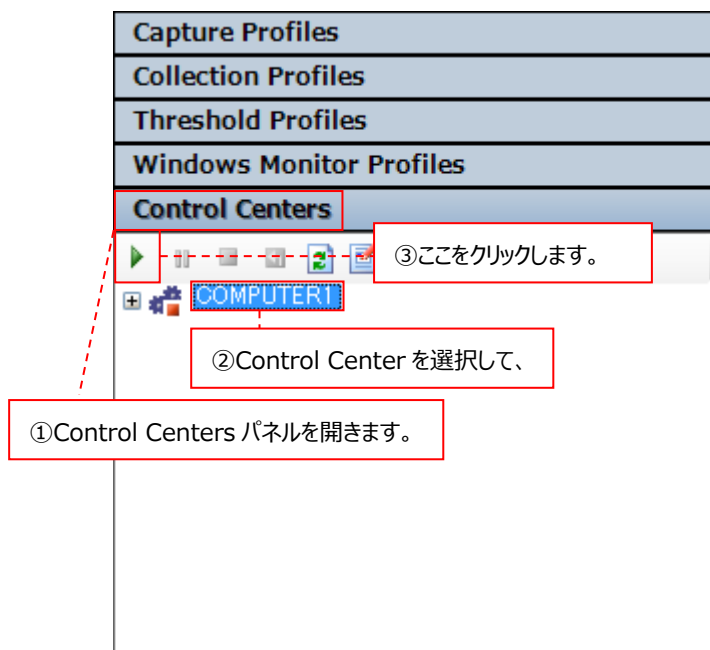 Capture Profiles
Collection Profiles
Threshold Profiles
Windows Monitor Profiles
Control Centers
③ここをクリックします。
COMPUTER1
②Control Center を選択して、
①Control Centers パネルを開きます。